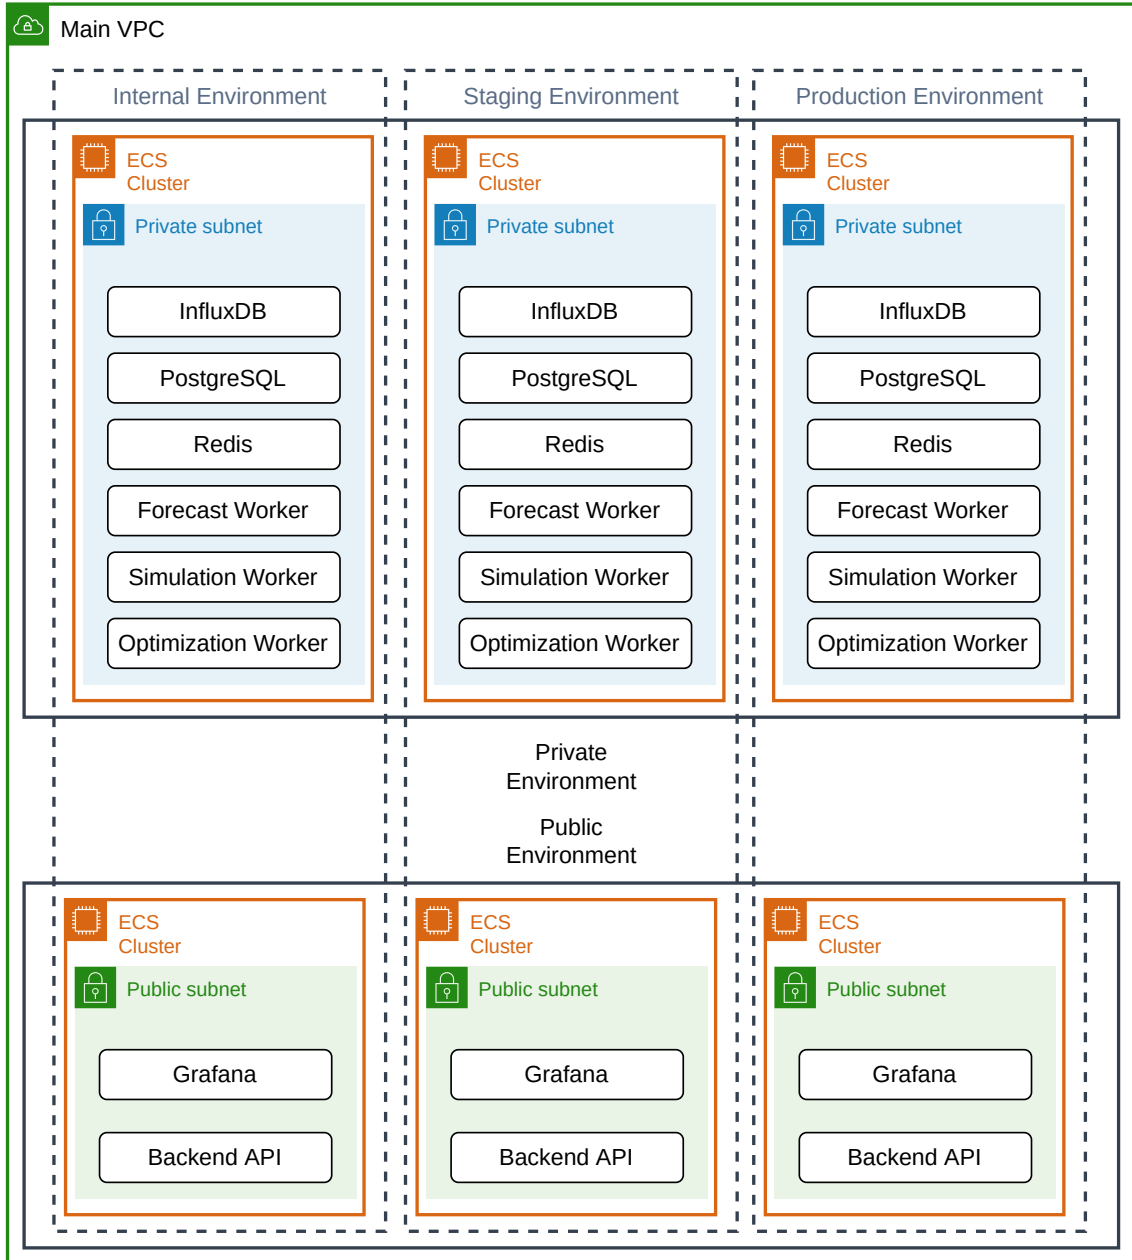 Main VPC
Internal Environment
Staging Environment
Production Environment
ECS
Cluster
Private subnet
InfluxDB
PostgreSQL
Redis
Forecast Worker
Simulation Worker
Optimization Worker
ECS
Cluster
Private subnet
InfluxDB
PostgreSQL
Redis
Forecast Worker
Simulation Worker
Optimization Worker
ECS
Cluster
Private subnet
InfluxDB
PostgreSQL
Redis
Forecast Worker
Simulation Worker
Optimization Worker
Private
Environment
Public
Environment
ECS
Cluster
Public subnet
Grafana
Backend API
ECS
Cluster
Public subnet
Grafana
Backend API
ECS
Cluster
Public subnet
Grafana
Backend API